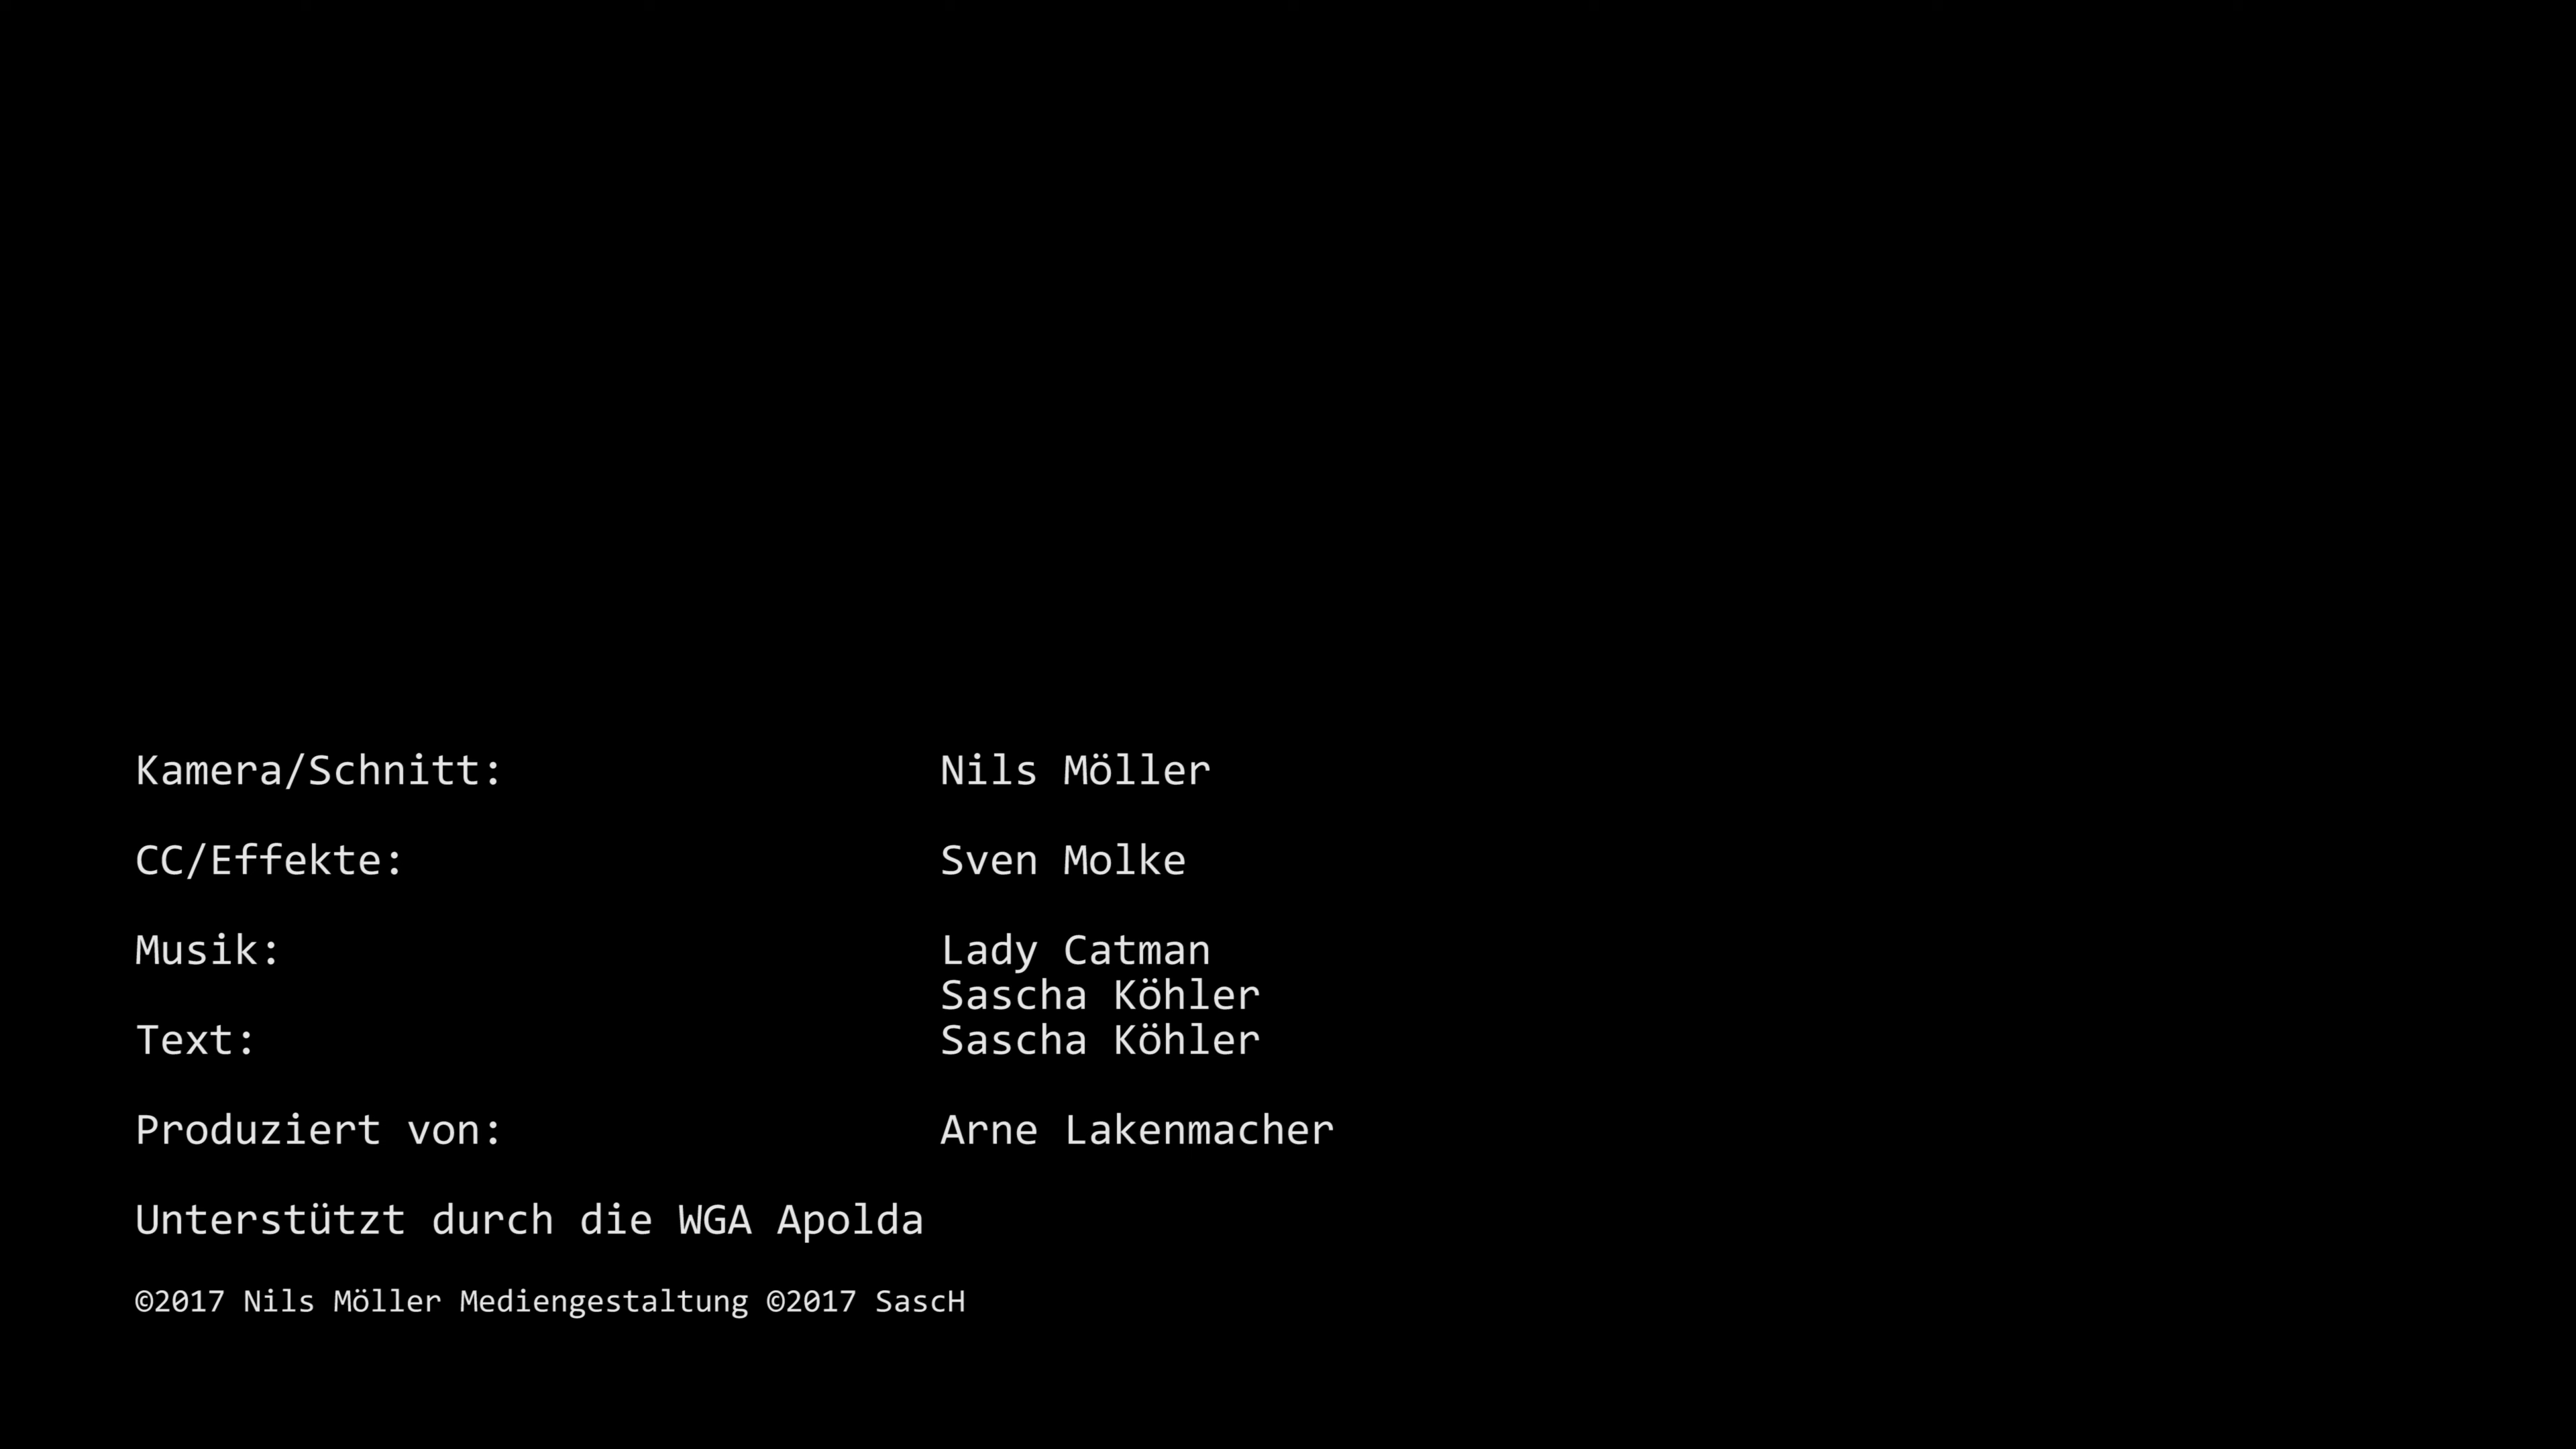 Kamera/Schnitt: Nils Möller
CC/Effekte: Sven Molke
Musik: Lady Catman
Sascha Köhler
Text: Sascha Köhler
Produziert von: Arne Lakenmacher
Unterstützt durch die WGA Apolda
©2017 Nils Möller Mediengestaltung ©2017 SascH